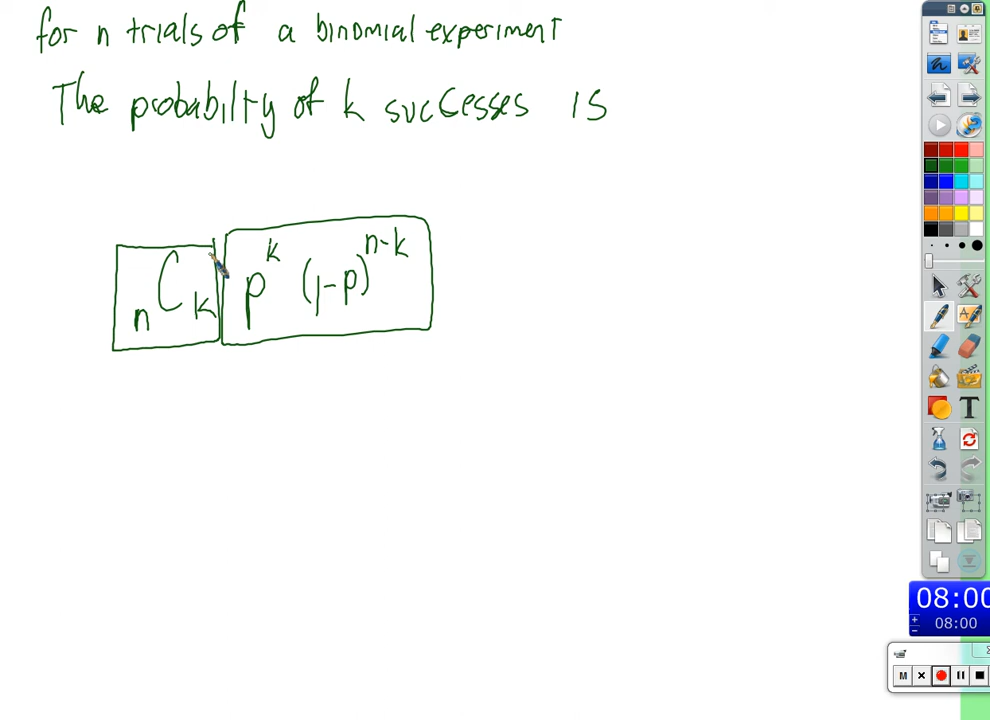 for n trials of a binomial experiment
The probabilty of k successes is
nCk p^k (1-p)^n-k
T
08:00
08:00
M